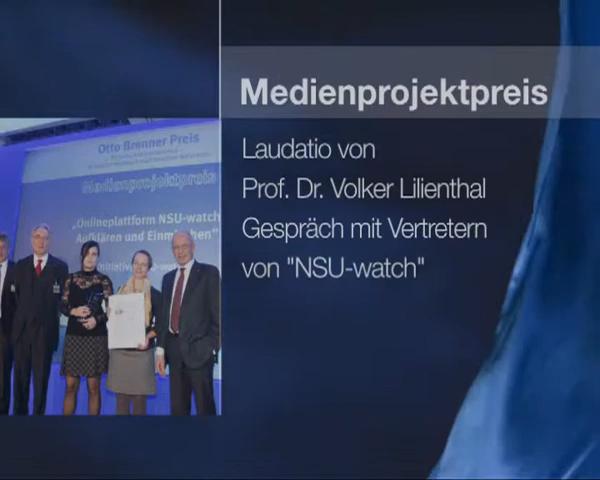 Medienprojektpreis
Laudatio von
Prof. Dr. Volker Lilienthal
Gespräch mit Vertretern
von "NSU-watch"
Otto Brenner Preis
Medienprojektpreis
„Onlineplattform NSU-watch
Aufklären und Einmischen"